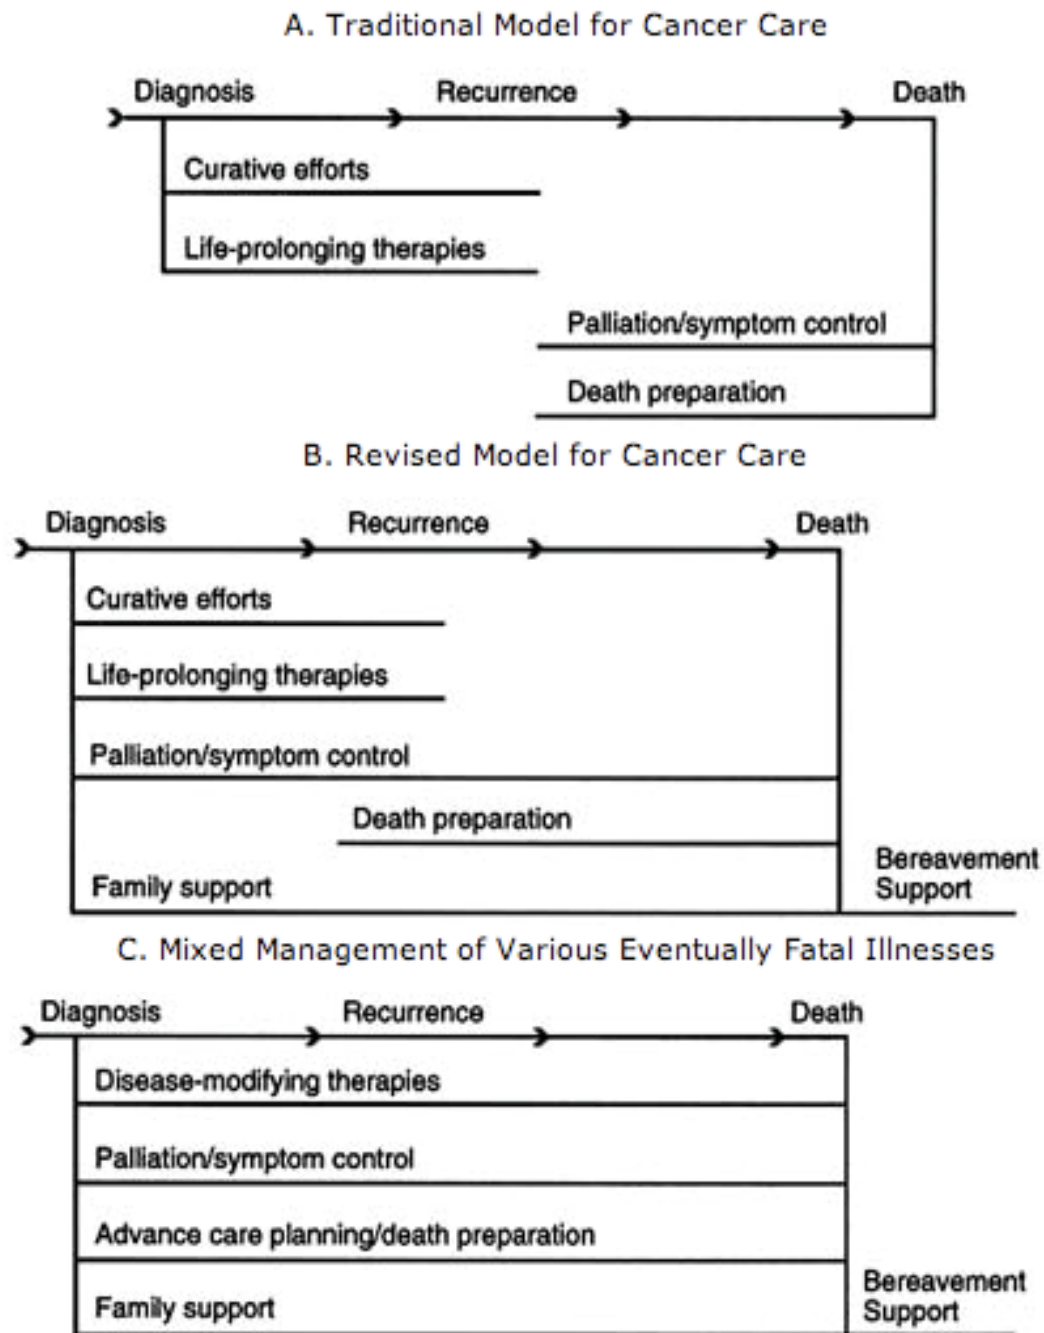 A. Traditional Model for Cancer Care
Diagnosis Recurrence Death
Curative efforts
Life-prolonging therapies
Palliation/symptom control
Death preparation
B. Revised Model for Cancer Care
Diagnosis Recurrence Death
Curative efforts
Life-prolonging therapies
Palliation/symptom control
Death preparation
Family support
Bereavement
Support
C. Mixed Management of Various Eventually Fatal Illnesses
Diagnosis Recurrence Death
Disease-modifying therapies
Palliation/symptom control
Advance care planning/death preparation
Family support
Bereavement
Support